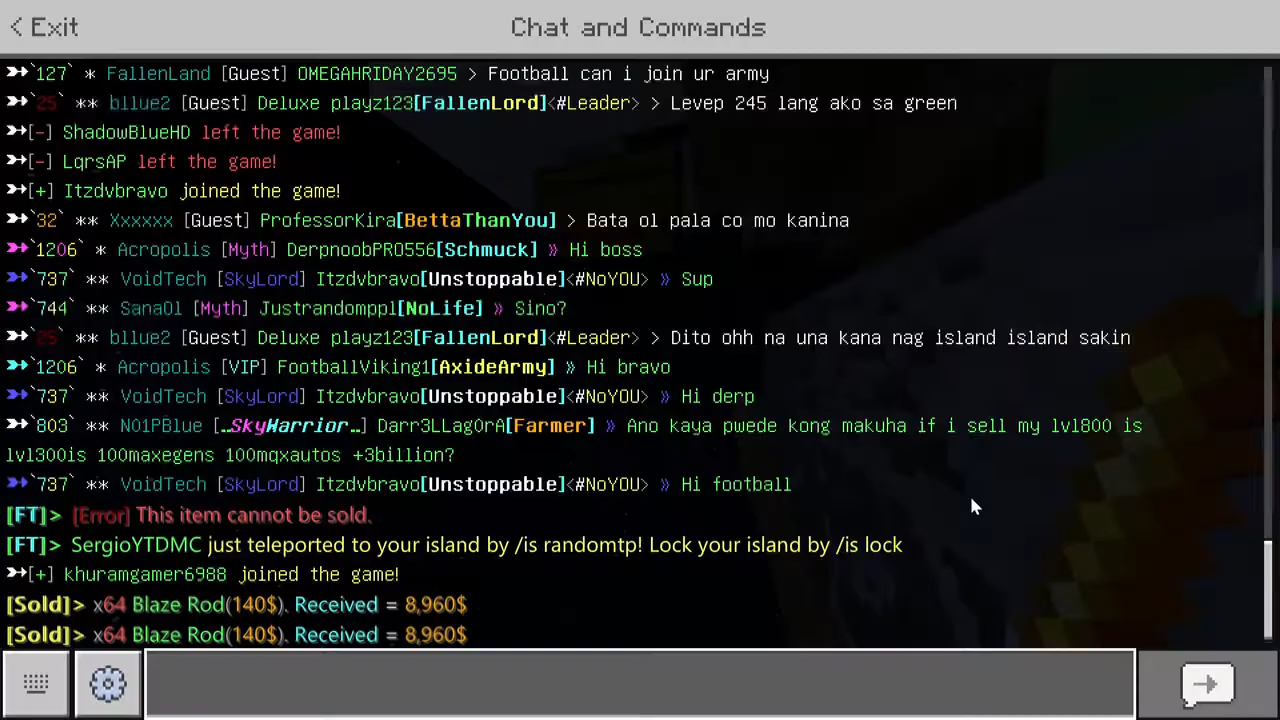 < Exit
Chat and Commands
`127` * FallenLand [Guest] OMEGAHRIDAY2695 > Football can i join ur army
`25` ** bllue2 [Guest] Deluxe playz123[FallenLord]<#Leader> > Levep 245 lang ako sa green
[-] ShadowBlueHD left the game!
[-] LqrsAP left the game!
[+] Itzdvbravo joined the game!
`32` ** Xxxxxx [Guest] ProfessorKira[BettaThanYou] > Bata ol pala co mo kanina
`1206` * Acropolis [Myth] DerpnoobPRO556[Schmuck] » Hi boss
`737` ** VoidTech [SkyLord] Itzdvbravo[Unstoppable]<#NoYOU> » Sup
`744` ** SanaOl [Myth] Justrandomppl[NoLife] » Sino?
`25` ** bllue2 [Guest] Deluxe playz123[FallenLord]<#Leader> > Dito ohh na una kana nag island island sakin
`1206` * Acropolis [VIP] FootballViking1[AxideArmy] » Hi bravo
`737` ** VoidTech [SkyLord] Itzdvbravo[Unstoppable]<#NoYOU> » Hi derp
`803` ** NO1PBlue [..SkyWarrior..] Darr3LLag0rA[Farmer] » Ano kaya pwede kong makuha if i sell my lvl800 is
lvl300is 100maxegens 100mqxautos +3billion?
`737` ** VoidTech [SkyLord] Itzdvbravo[Unstoppable]<#NoYOU> » Hi football
[FT]> [Error] This item cannot be sold.
[FT]> SergioYTDMC just teleported to your island by /is randomtp! Lock your island by /is lock
[+] khuramgamer6988 joined the game!
[Sold]> x64 Blaze Rod(140$). Received = 8,960$
[Sold]> x64 Blaze Rod(140$). Received = 8,960$